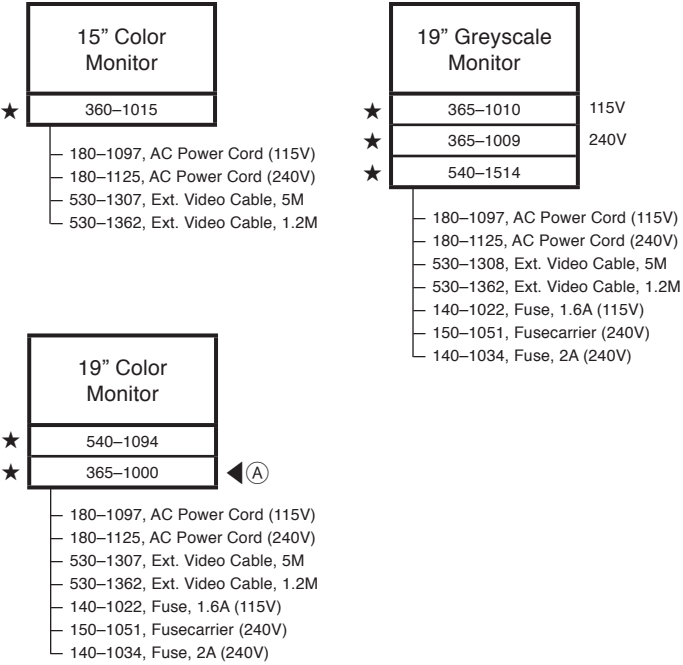 15” Color
Monitor
★ 360–1015
180–1097, AC Power Cord (115V)
180–1125, AC Power Cord (240V)
530–1307, Ext. Video Cable, 5M
530–1362, Ext. Video Cable, 1.2M
19” Greyscale
Monitor
★ 365–1010 115V
★ 365–1009 240V
★ 540–1514
180–1097, AC Power Cord (115V)
180–1125, AC Power Cord (240V)
530–1308, Ext. Video Cable, 5M
530–1362, Ext. Video Cable, 1.2M
140–1022, Fuse, 1.6A (115V)
150–1051, Fusecarrier (240V)
140–1034, Fuse, 2A (240V)
19” Color
Monitor
★ 540–1094
★ 365–1000 ◀Ⓐ
180–1097, AC Power Cord (115V)
180–1125, AC Power Cord (240V)
530–1307, Ext. Video Cable, 5M
530–1362, Ext. Video Cable, 1.2M
140–1022, Fuse, 1.6A (115V)
150–1051, Fusecarrier (240V)
140–1034, Fuse, 2A (240V)